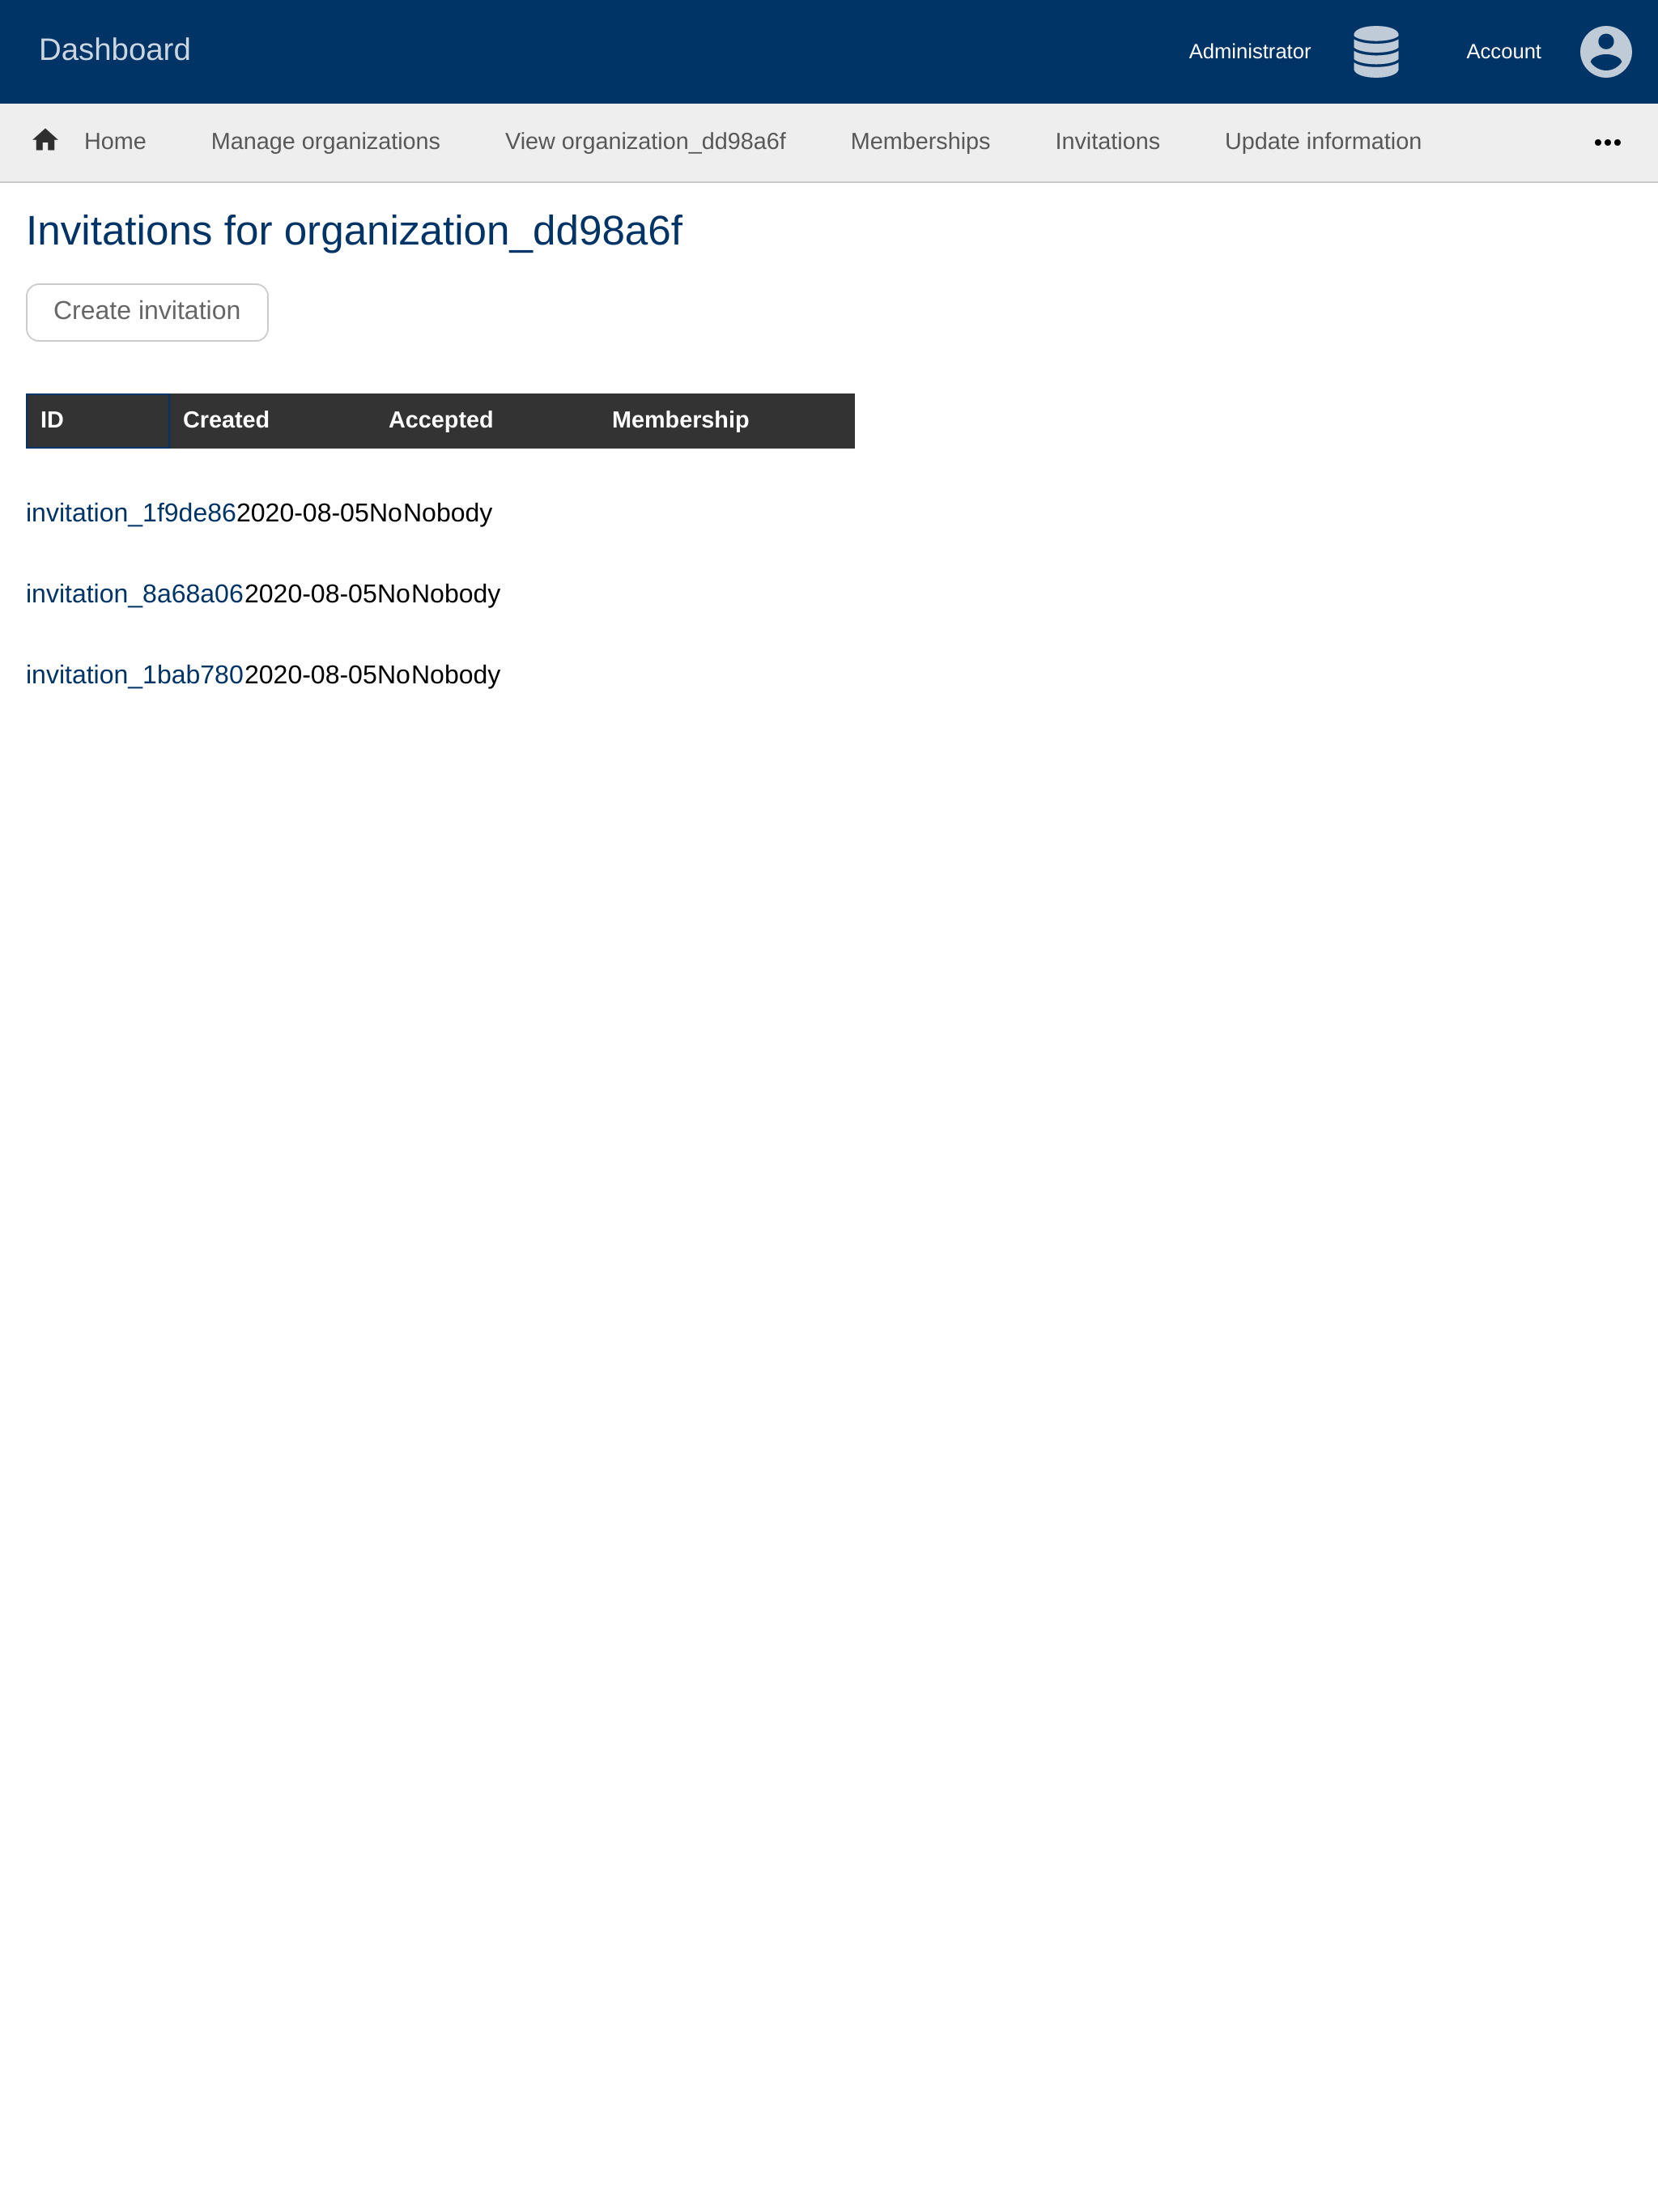 Dashboard Administrator Account
Home Manage organizations View organization_dd98a6f Memberships Invitations Update information
Invitations for organization_dd98a6f
Create invitation
ID Created Accepted Membership
invitation_1f9de862020-08-05NoNobody
invitation_8a68a062020-08-05NoNobody
invitation_1bab7802020-08-05NoNobody